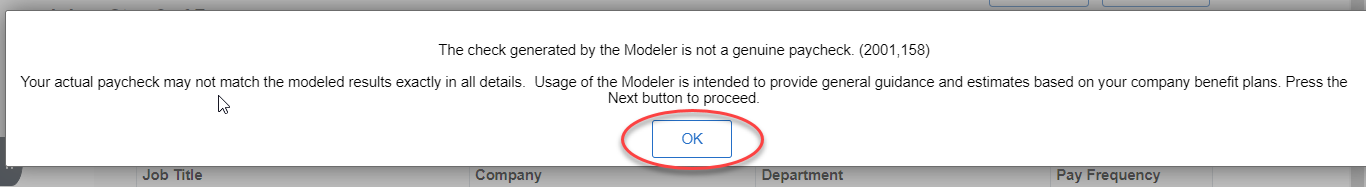 The check generated by the Modeler is not a genuine paycheck. (2001,158)
Your actual paycheck may not match the modeled results exactly in all details.  Usage of the Modeler is intended to provide general guidance and estimates based on your company benefit plans. Press the
Next button to proceed.
OK
Job Title Company Department Pay Frequency